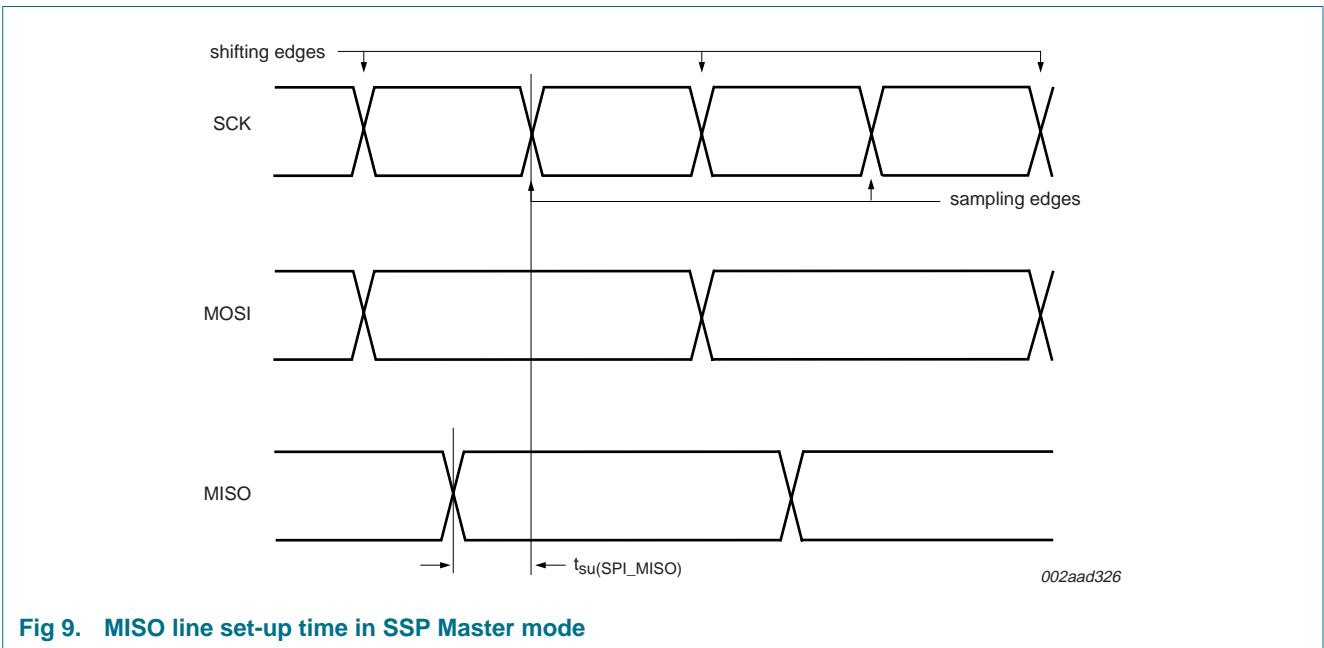 shifting edges
SCK
sampling edges
MOSI
MISO
tsu(SPI_MISO)
002aad326
Fig 9. MISO line set-up time in SSP Master mode